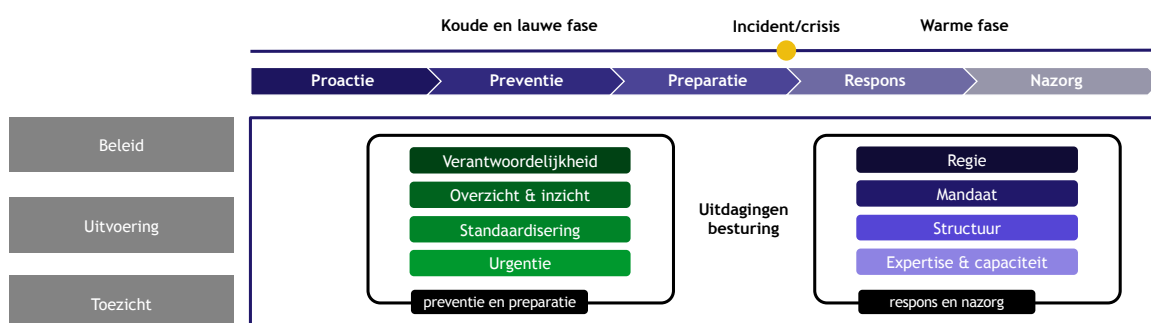 Koude en lauwe fase
Incident/crisis
Warme fase
Proactie
Preventie
Preparatie
Respons
Nazorg
Beleid
Uitvoering
Toezicht
Verantwoordelijkheid
Overzicht & inzicht
Standaardisering
Urgentie
preventie en preparatie
Uitdagingen
besturing
Regie
Mandaat
Structuur
Expertise & capaciteit
respons en nazorg